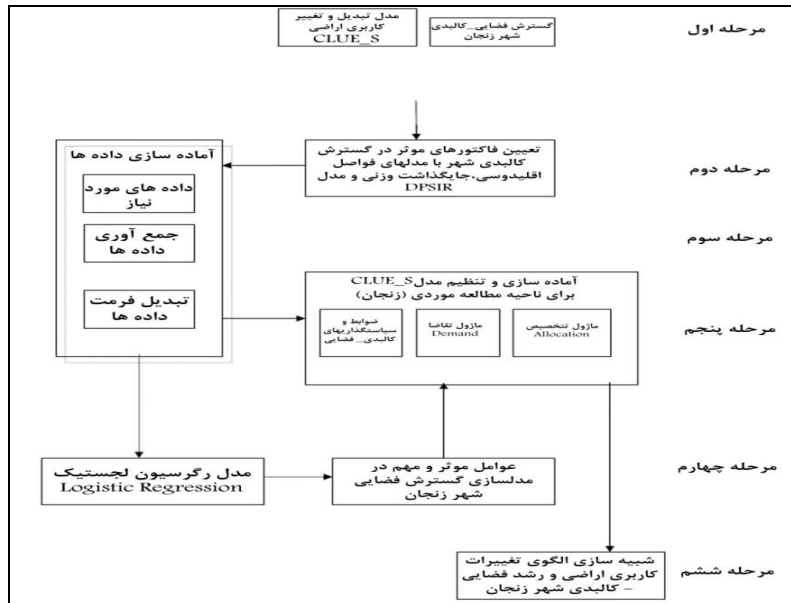 مرحله اول
گسترش فضایی_کالبدی
شهر زنجان
مدل تبدیل و تغییر
کاربری اراضی
CLUE_S
مرحله دوم
تعیین فاکتورهای موثر در گسترش
کالبدی شهر با مدلهای فواصل
اقلیدوسی،جایگذاشت وزنی و مدل
DPSIR
آماده سازی داده ها
داده های مورد
نیاز
جمع آوری
داده ها
تبدیل فرمت
داده ها
مرحله سوم
مرحله پنجم
آماده سازی و تنظیم مدلCLUE_S
برای ناحیه مطالعه موردی (زنجان)
ماژول تتخصیص
Allocation
ماژول تقاضا
Demand
ضوابط و
سیاستگذاریهای
کالبدی_فضایی
مرحله چهارم
عوامل موثر و مهم در
مدلسازی گسترش فضایی
شهر زنجان
مدل رگرسیون لجستیک
Logistic Regression
مرحله ششم
شبیه سازی الگوی تغییرات
کاربری اراضی و رشد فضایی
– کالبدی شهر زنجان